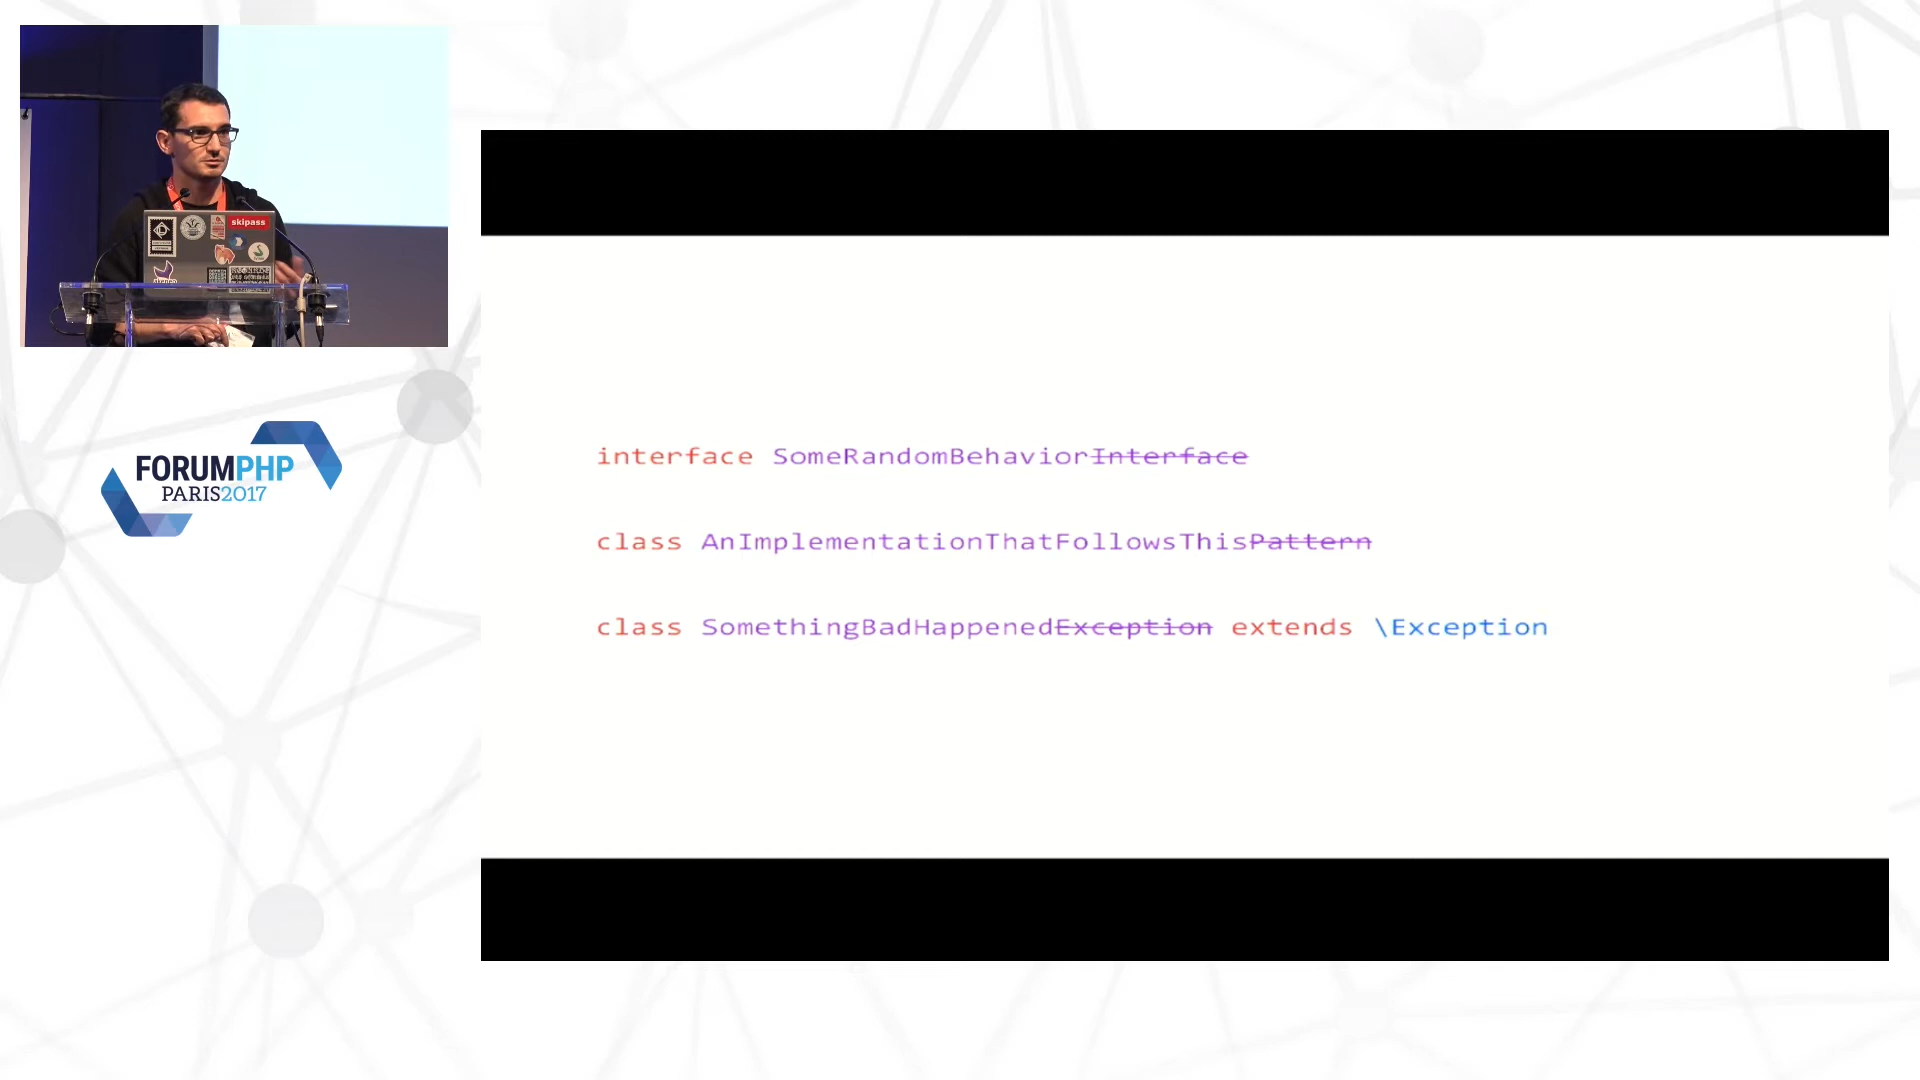 skipass
FORUMPHP
PARIS2017
interface SomeRandomBehaviorInterface
class AnImplementationThatFollowsThisPattern
class SomethingBadHappenedException extends \Exception